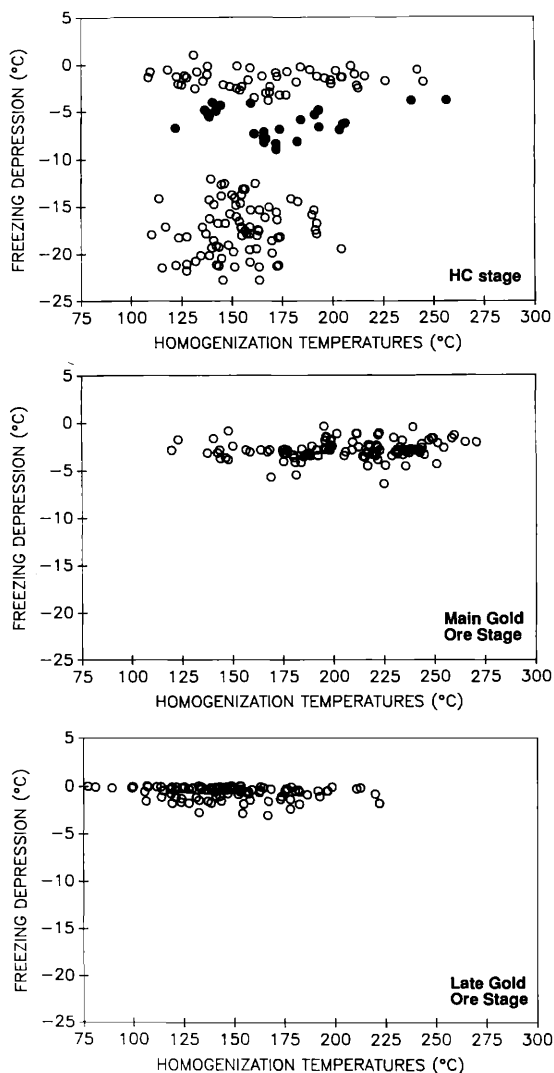 FREEZING DEPRESSION (°C)
5
0
−5
−10
−15
−20
−25
HC stage
75 100 125 150 175 200 225 250 275 300
HOMOGENIZATION TEMPERATURES (°C)
FREEZING DEPRESSION (°C)
5
0
−5
−10
−15
−20
−25
Main Gold
Ore Stage
75 100 125 150 175 200 225 250 275 300
HOMOGENIZATION TEMPERATURES (°C)
FREEZING DEPRESSION (°C)
5
0
−5
−10
−15
−20
−25
Late Gold
Ore Stage
75 100 125 150 175 200 225 250 275 300
HOMOGENIZATION TEMPERATURES (°C)